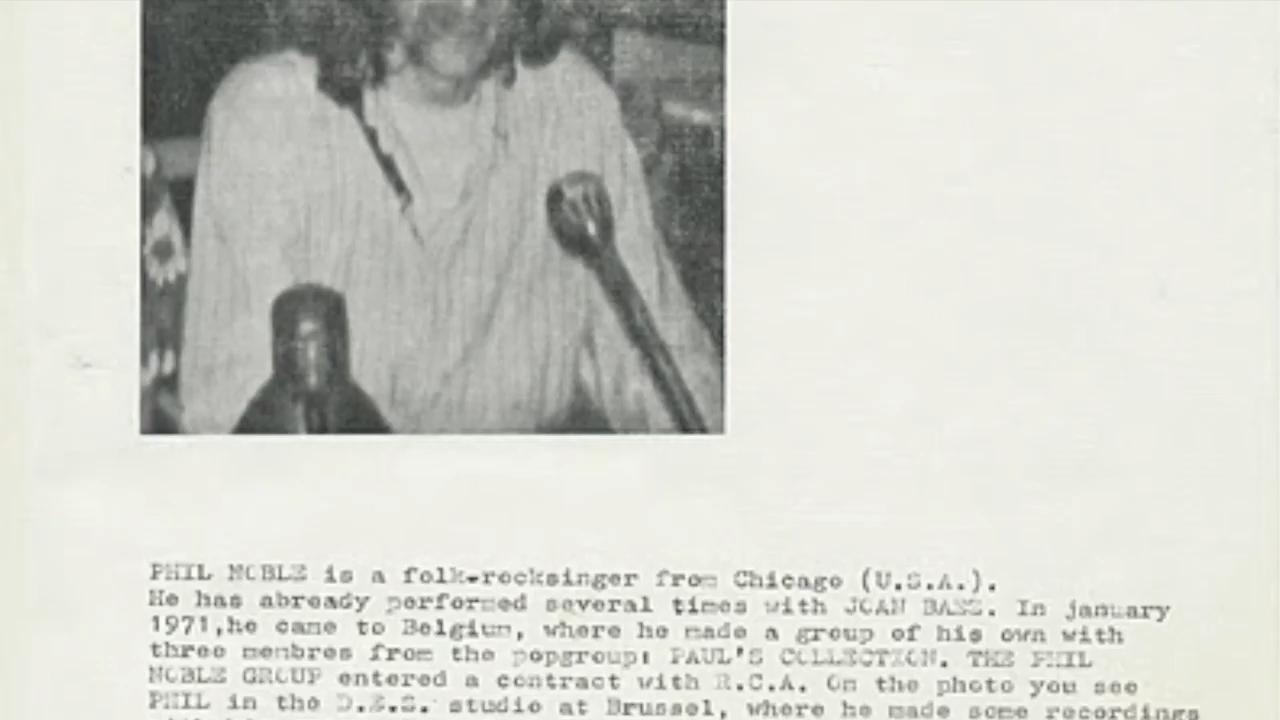 PHIL NOBLE is a folk-rocksinger from Chicago (U.S.A.).
He has abready performed several times with JOAN BAES. In january
1971,he came to Belgium, where he made a group of his own with
three menbres from the popgroup: PAUL'S COLLECTION. THE PHIL
NOBLE GROUP entered a contract with R.C.A. On the photo you see
PHIL in the D.E.S. studio at Brussel, where he made some recordings